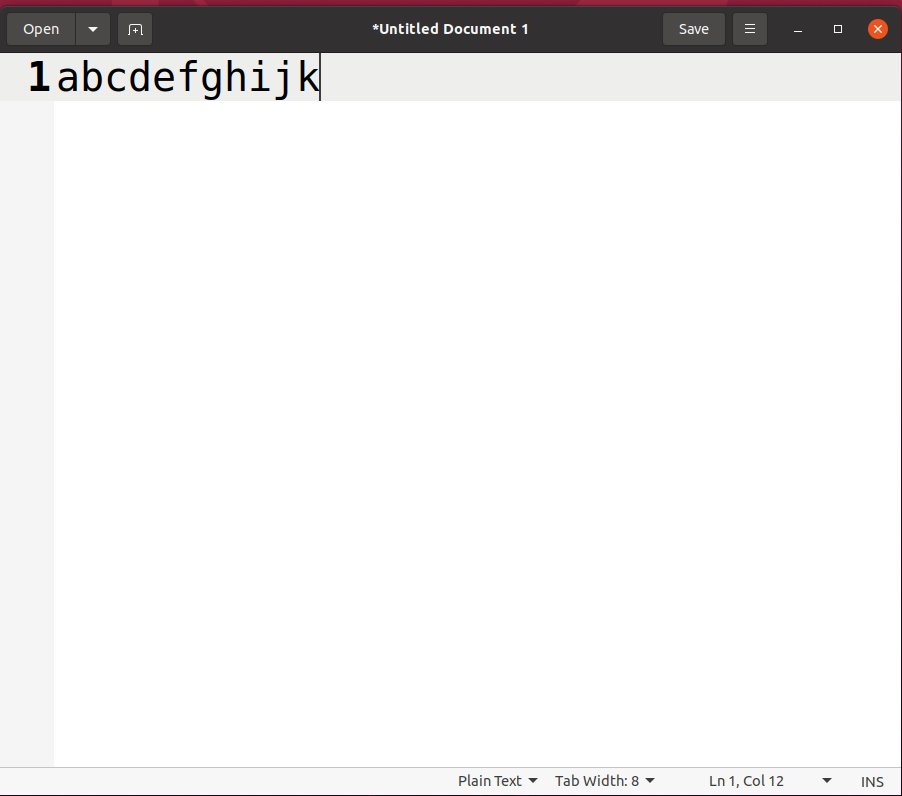 Open *Untitled Document 1 Save
1 abcdefghijk
Plain Text Tab Width: 8 Ln 1, Col 12 INS